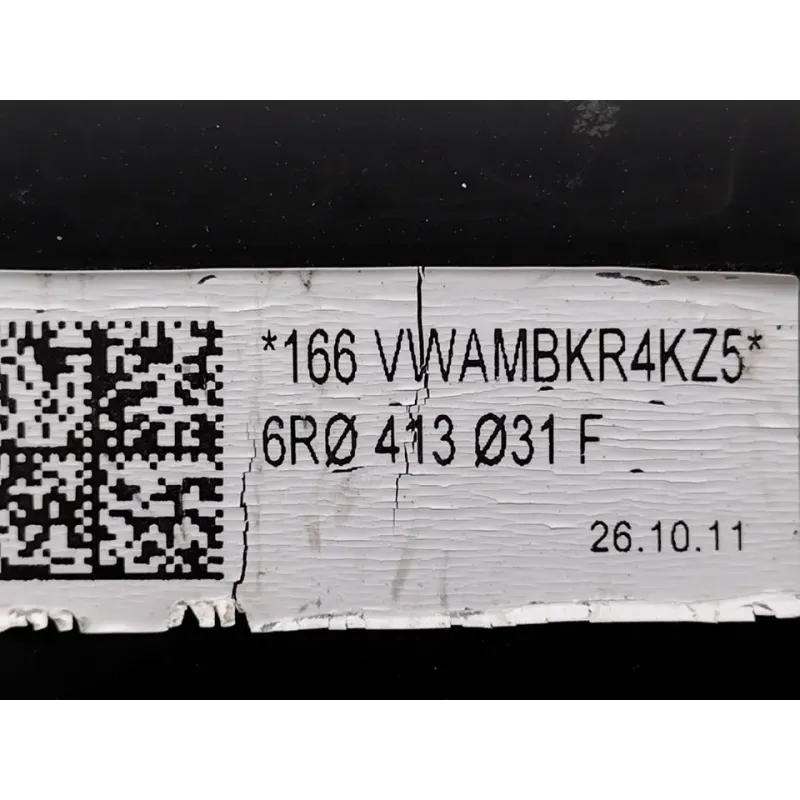 *166 VWAMBKR4KZ5*
6RØ 413 Ø31 F
26.10.11